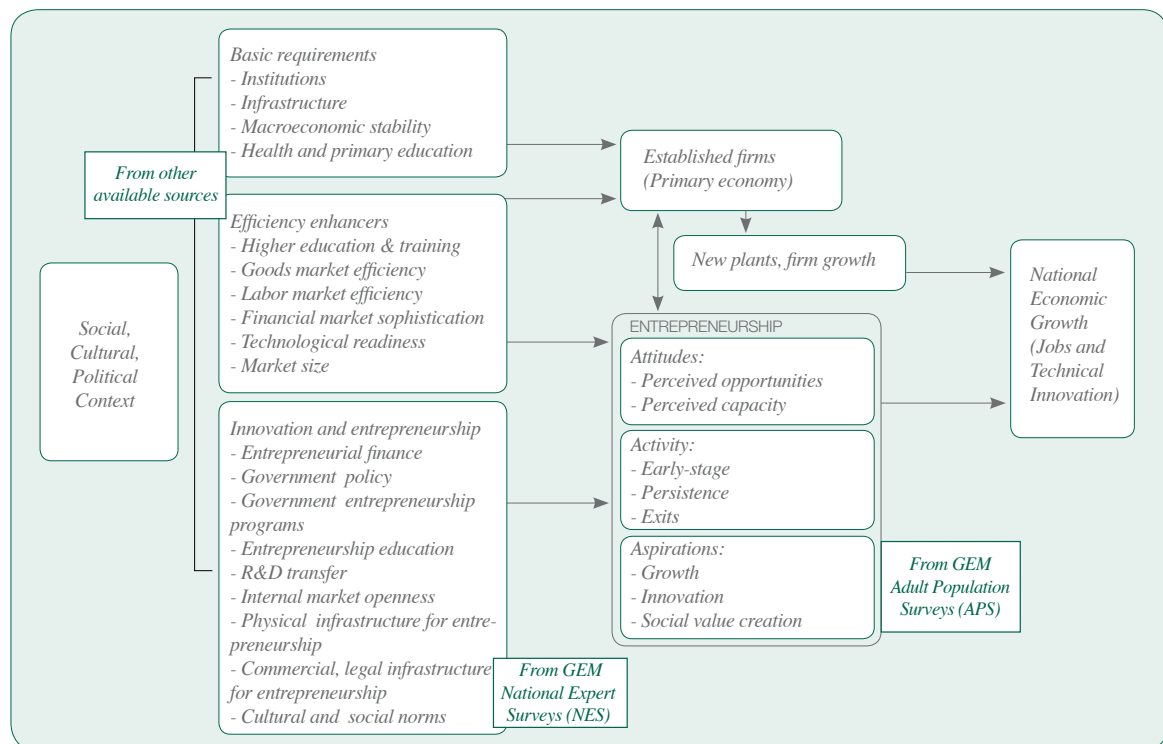 Basic requirements
- Institutions
- Infrastructure
- Macroeconomic stability
- Health and primary education
From other
available sources
Efficiency enhancers
- Higher education & training
- Goods market efficiency
- Labor market efficiency
- Financial market sophistication
- Technological readiness
- Market size
Social,
Cultural,
Political
Context
Innovation and entrepreneurship
- Entrepreneurial finance
- Government policy
- Government entrepreneurship
programs
- Entrepreneurship education
- R&D transfer
- Internal market openness
- Physical infrastructure for entre-
preneurship
- Commercial, legal infrastructure
for entrepreneurship
- Cultural and social norms
From GEM
National Expert
Surveys (NES)
Established firms
(Primary economy)
New plants, firm growth
ENTREPRENEURSHIP
Attitudes:
- Perceived opportunities
- Perceived capacity
Activity:
- Early-stage
- Persistence
- Exits
Aspirations:
- Growth
- Innovation
- Social value creation
From GEM
Adult Population
Surveys (APS)
National
Economic
Growth
(Jobs and
Technical
Innovation)